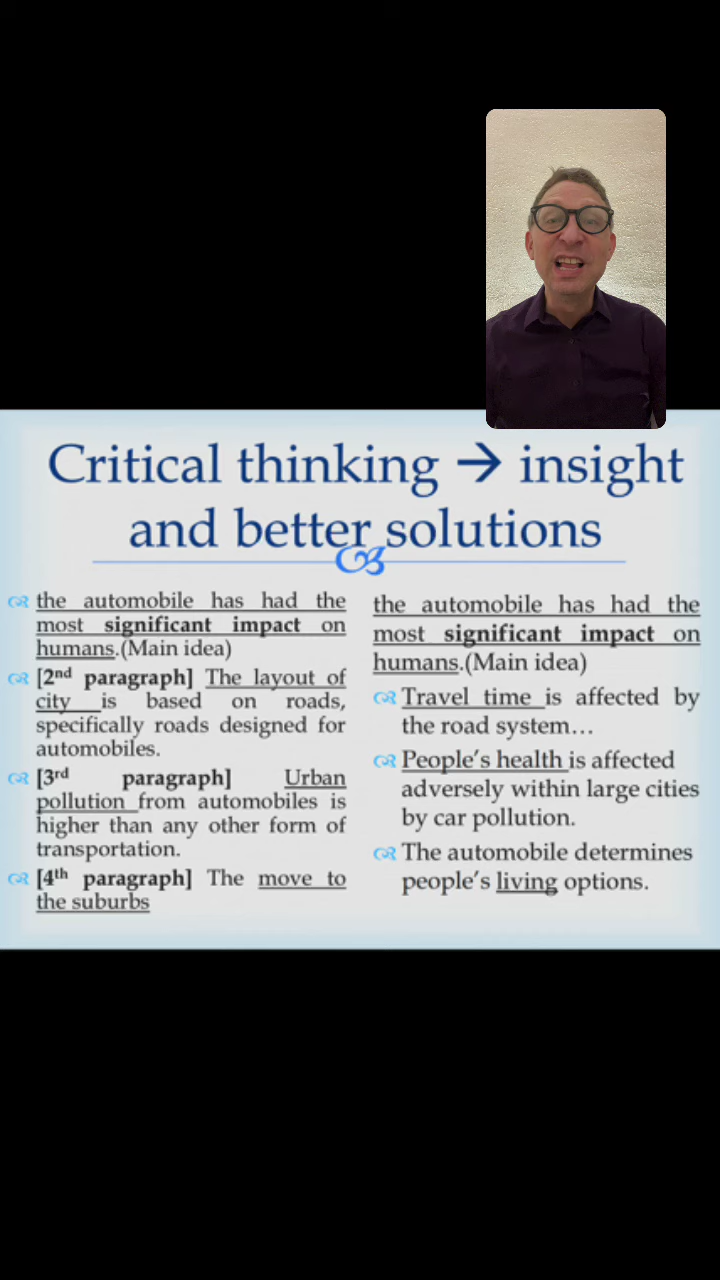 Critical thinking → insight
and better solutions
the automobile has had the
most significant impact on
humans.(Main idea)
[2nd paragraph] The layout of
city is based on roads,
specifically roads designed for
automobiles.
[3rd paragraph] Urban
pollution from automobiles is
higher than any other form of
transportation.
[4th paragraph] The move to
the suburbs
the automobile has had the
most significant impact on
humans.(Main idea)
Travel time is affected by
the road system…
People's health is affected
adversely within large cities
by car pollution.
The automobile determines
people's living options.